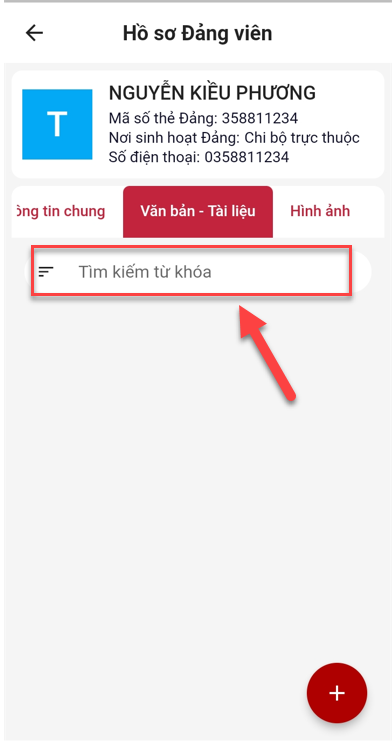 Hồ sơ Đảng viên
T
NGUYỄN KIỀU PHƯƠNG
Mã số thẻ Đảng: 358811234
Nơi sinh hoạt Đảng: Chi bộ trực thuộc
Số điện thoại: 0358811234
ông tin chung Văn bản - Tài liệu Hình ảnh
Tìm kiếm từ khóa